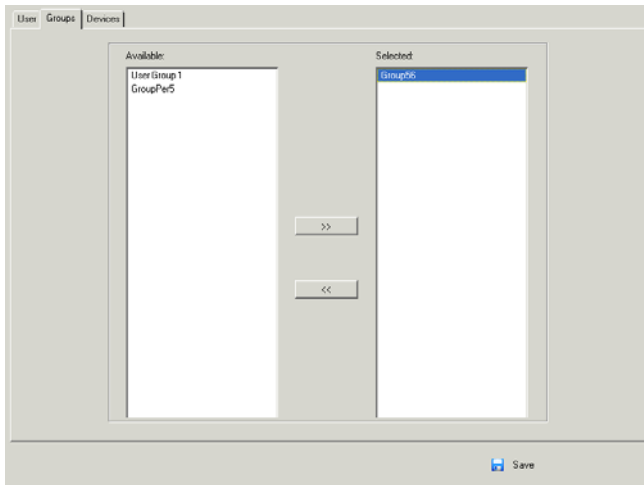 User Groups Devices
Available: Selected:
User Group 1 Group56
GroupPer5
>>
<<
Save